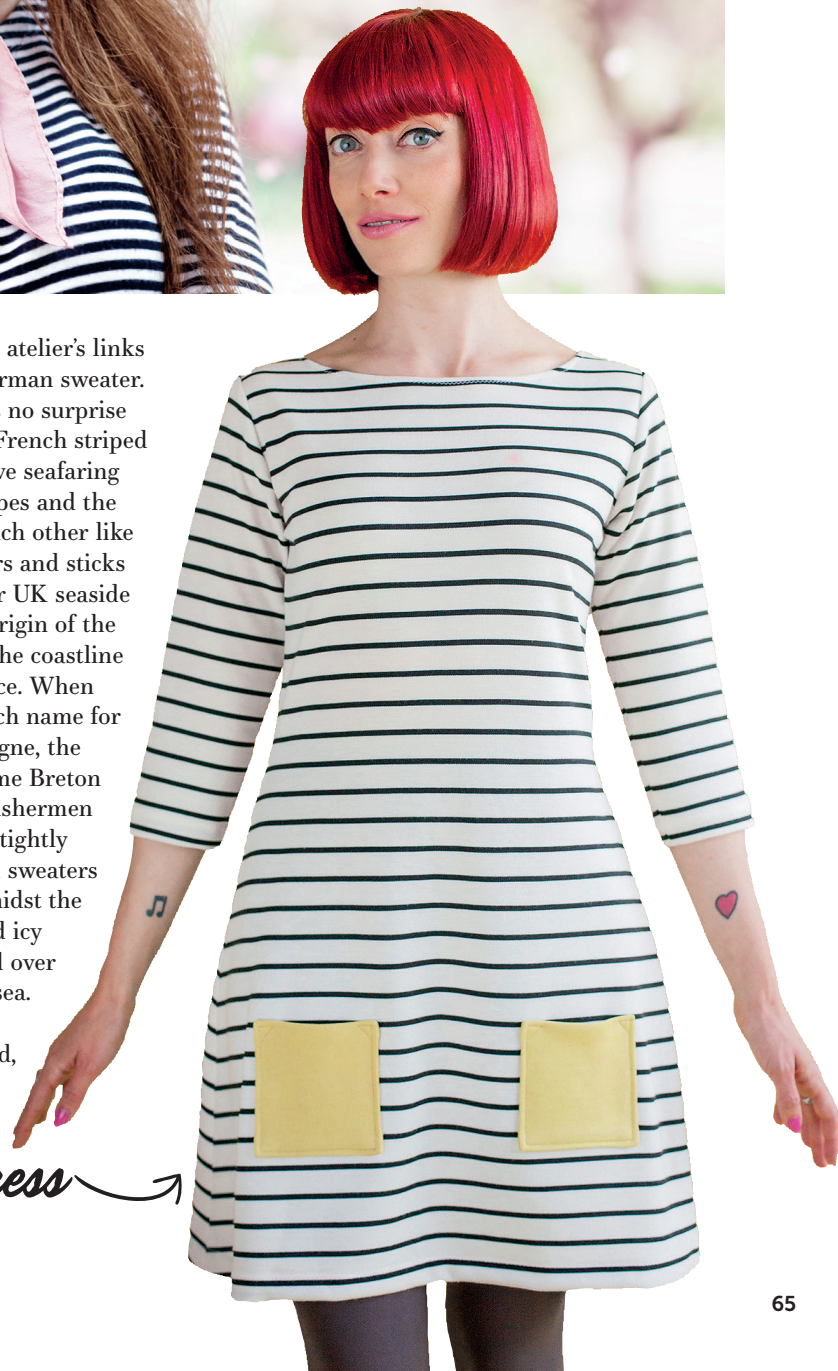 atelier’s links
rman sweater.
no surprise
French striped
ve seafaring
pes and the
ch other like
rs and sticks
r UK seaside
rigin of the
he coastline
ce. When
ch name for
gne, the
me Breton
shermen
tightly
sweaters
idst the
d icy
l over
sea.
d,
ess
65